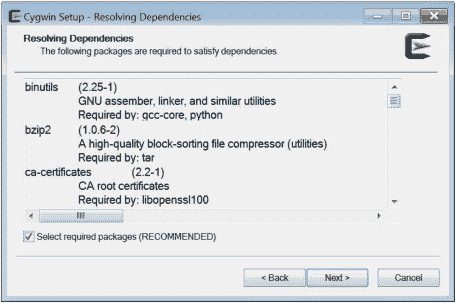 Cygwin Setup - Resolving Dependencies
Resolving Dependencies
The following packages are required to satisfy dependencies.
binutils (2.25-1)
GNU assember, linker, and similar utilities
Required by: gcc-core, python
bzip2 (1.0.6-2)
A high-quality block-sorting file compressor (utilities)
Required by: tar
ca-certificates (2.2-1)
CA root certificates
Required by: libopenssl100
Select required packages (RECOMMENDED)
< Back Next > Cancel